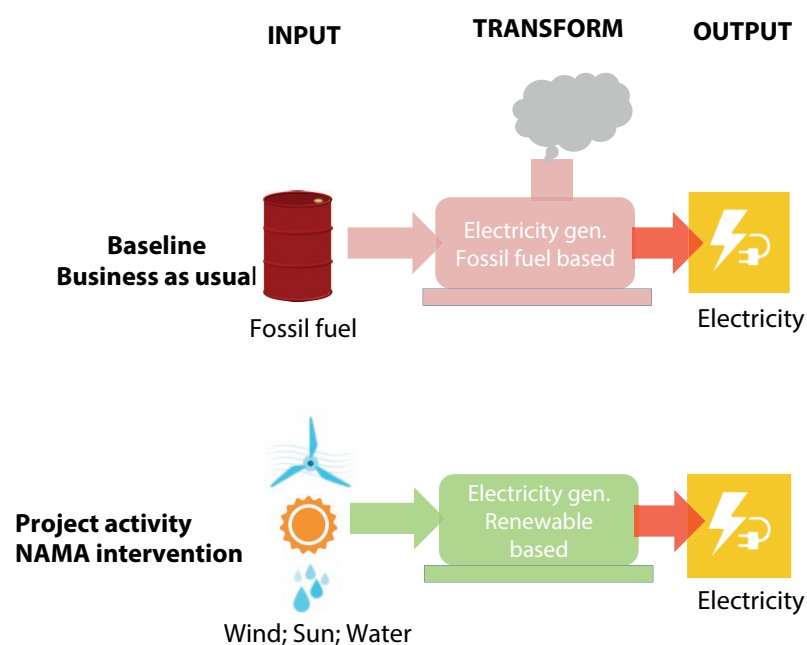 INPUT
TRANSFORM
OUTPUT
Baseline
Business as usual
Fossil fuel
Electricity gen.
Fossil fuel based
Electricity
Project activity
NAMA intervention
Wind; Sun; Water
Electricity gen.
Renewable
based
Electricity